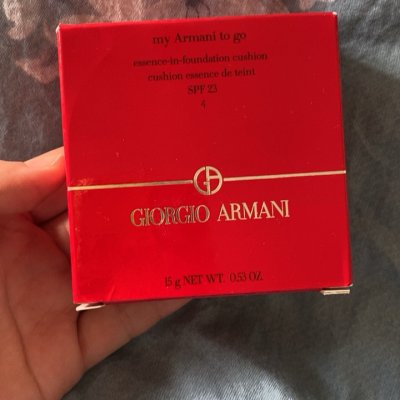 my Armani to go
essence-in-foundation cushion
cushion essence de teint
SPF 23
4
GA
GIORGIO ARMANI
15 g NET WT. 0.53 OZ.